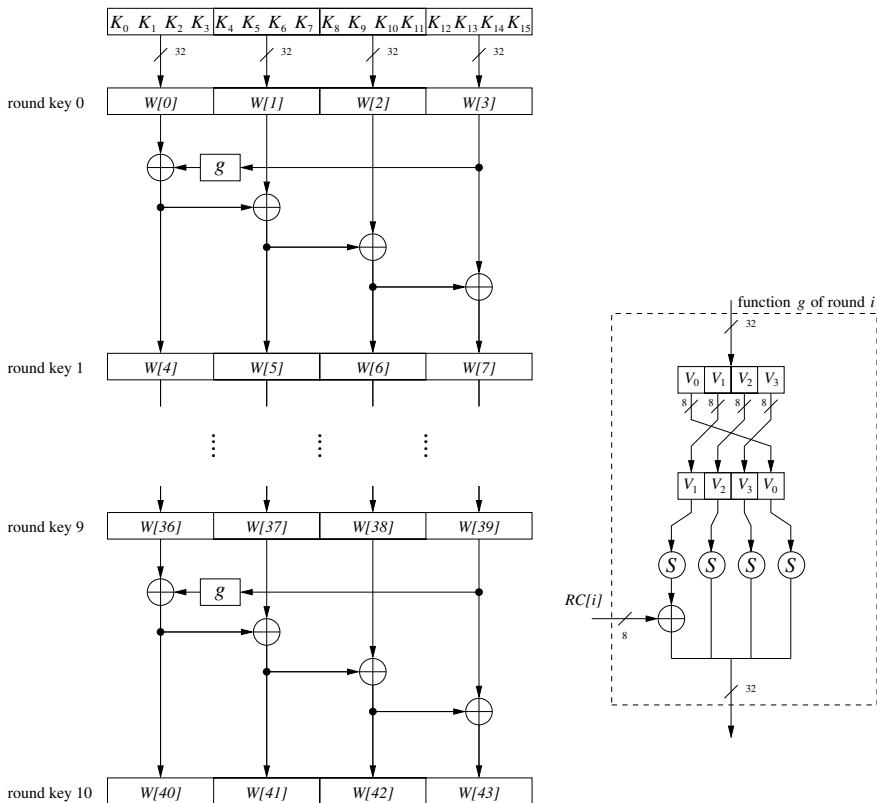 K0 K1 K2 K3 K4 K5 K6 K7 K8 K9 K10 K11 K12 K13 K14 K15
32 32 32 32
round key 0 W[0] W[1] W[2] W[3]
g
round key 1 W[4] W[5] W[6] W[7]
round key 9 W[36] W[37] W[38] W[39]
g
round key 10 W[40] W[41] W[42] W[43]
function g of round i
32
V0 V1 V2 V3
8 8 8 8
V1 V2 V3 V0
S S S S
RC[i]
8
32